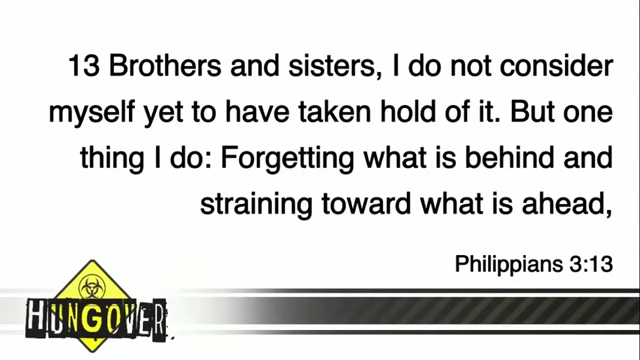 13 Brothers and sisters, I do not consider
myself yet to have taken hold of it. But one
thing I do: Forgetting what is behind and
straining toward what is ahead,
Philippians 3:13
HUNGOVER